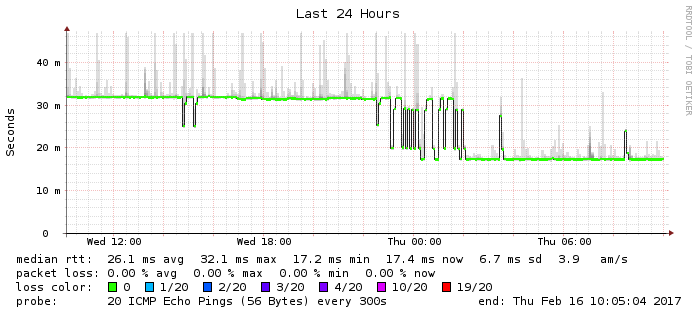 Last 24 Hours
RRDTOOL / TOBI OETIKER
Seconds
40 m
30 m
20 m
10 m
0
Wed 12:00 Wed 18:00 Thu 00:00 Thu 06:00
median rtt: 26.1 ms avg 32.1 ms max 17.2 ms min 17.4 ms now 6.7 ms sd 3.9 am/s
packet loss: 0.00 % avg 0.00 % max 0.00 % min 0.00 % now
loss color: 0 1/20 2/20 3/20 4/20 10/20 19/20
probe: 20 ICMP Echo Pings (56 Bytes) every 300s end: Thu Feb 16 10:05:04 2017